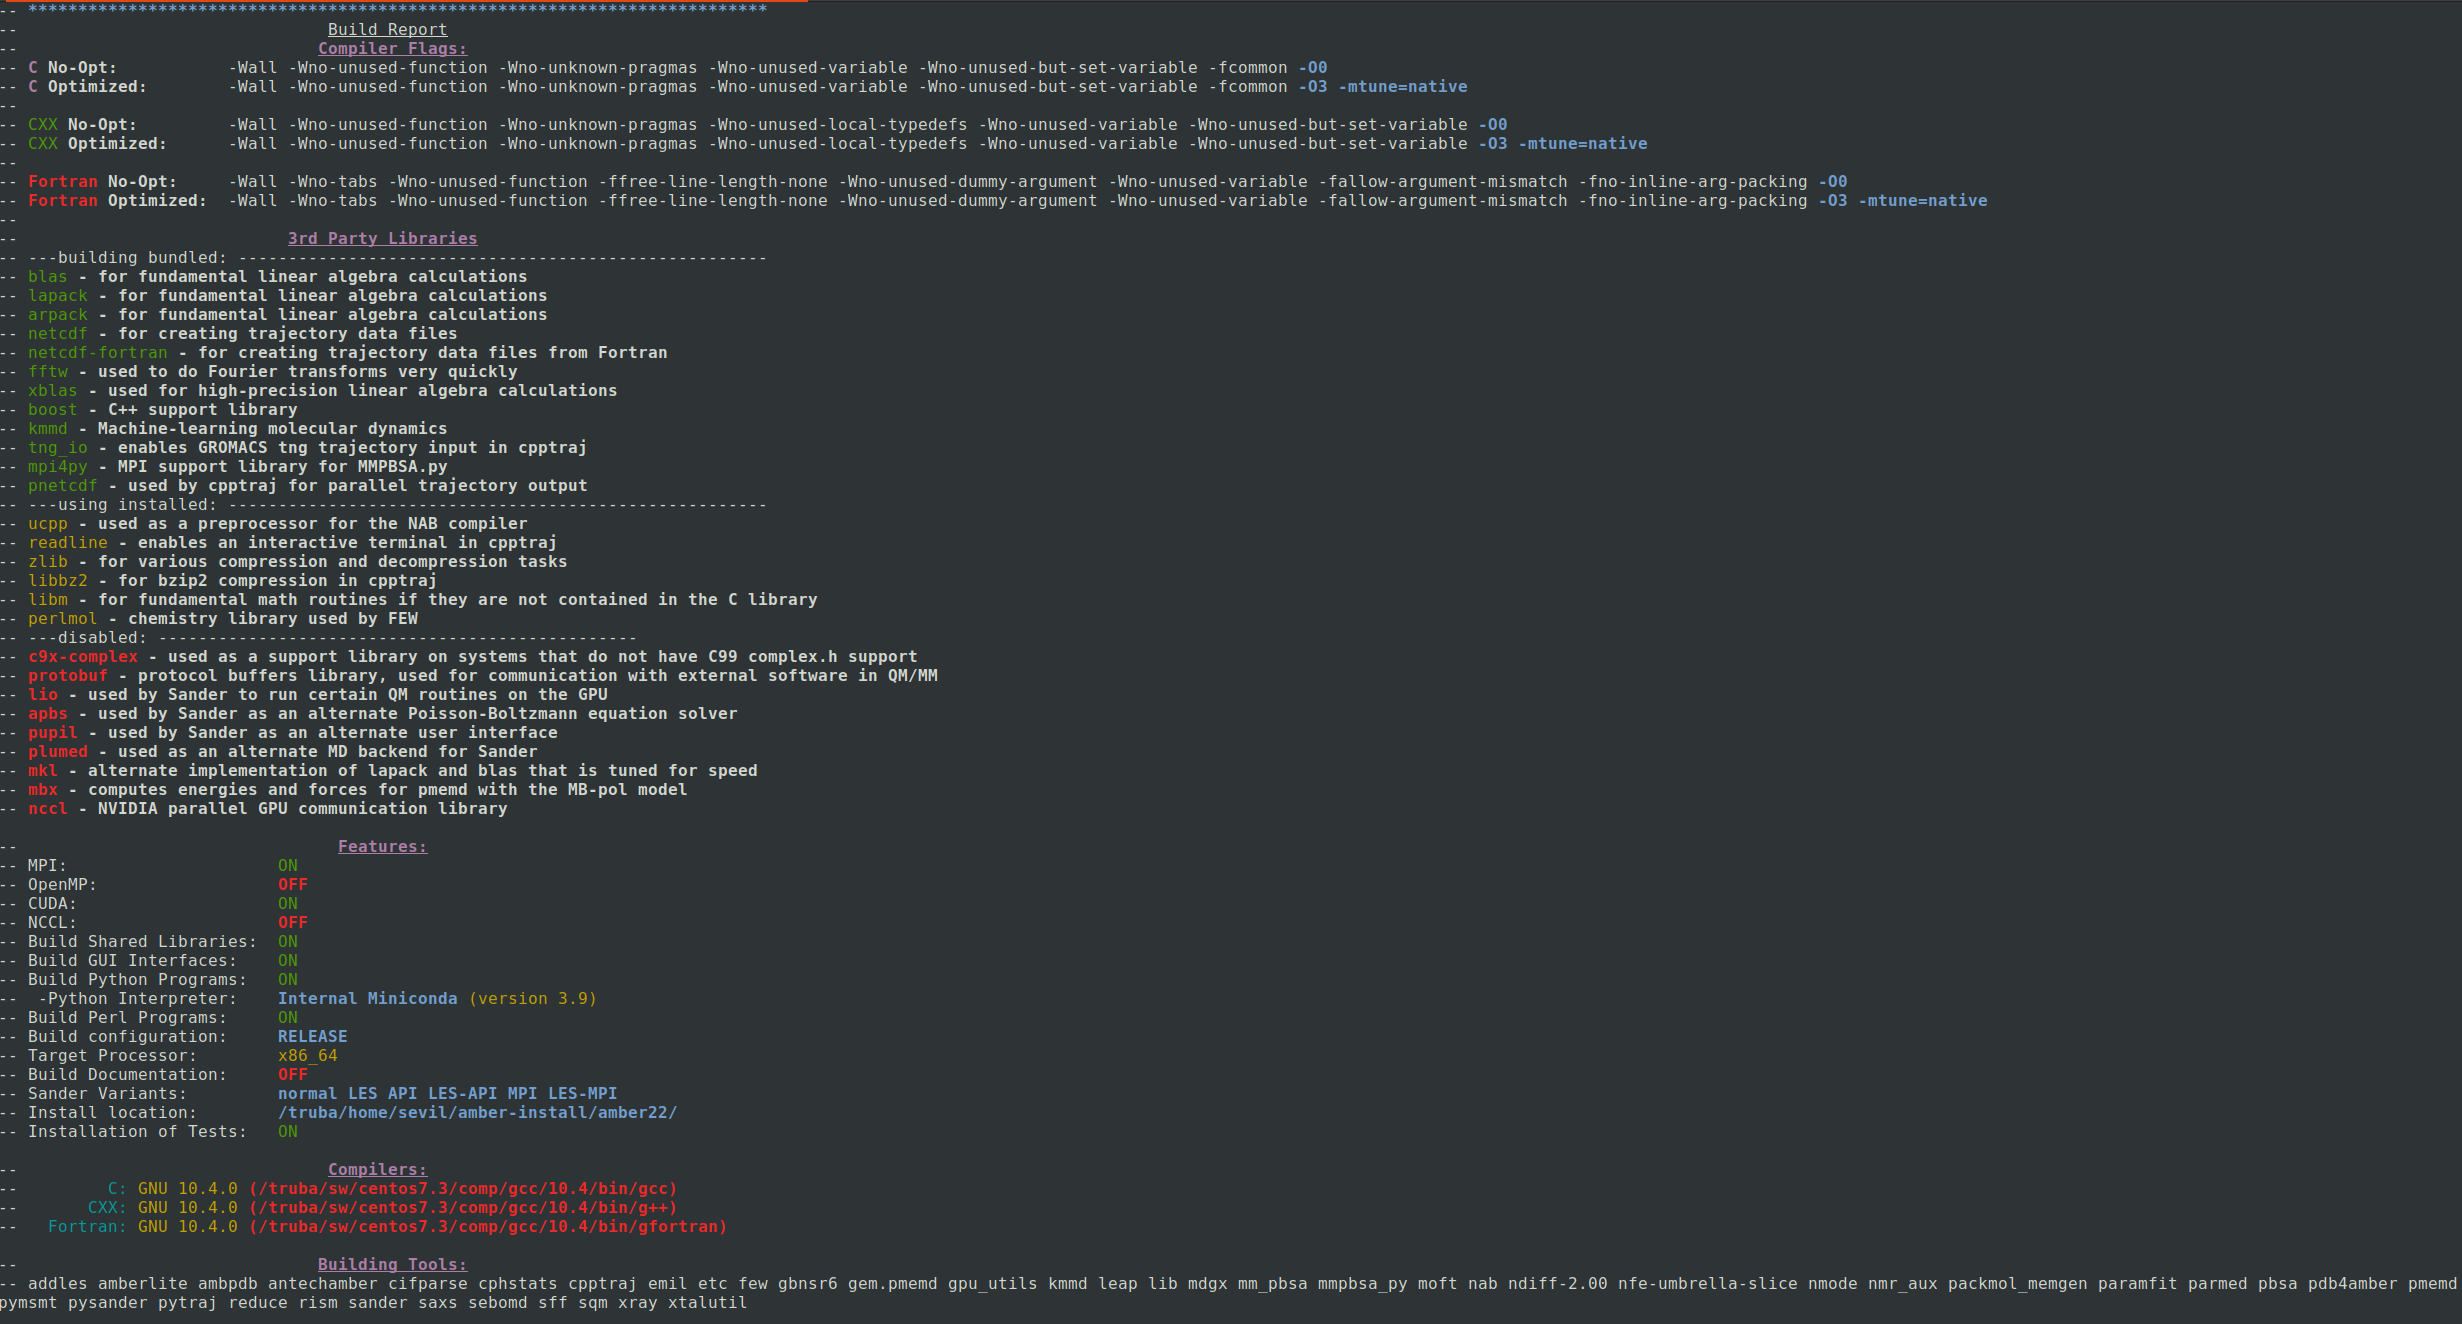 -- **************************************************************************
--                               Build Report
--                              Compiler Flags:
-- C No-Opt:           -Wall -Wno-unused-function -Wno-unknown-pragmas -Wno-unused-variable -Wno-unused-but-set-variable -fcommon -O0
-- C Optimized:        -Wall -Wno-unused-function -Wno-unknown-pragmas -Wno-unused-variable -Wno-unused-but-set-variable -fcommon -O3 -mtune=native
--
-- CXX No-Opt:         -Wall -Wno-unused-function -Wno-unknown-pragmas -Wno-unused-local-typedefs -Wno-unused-variable -Wno-unused-but-set-variable -O0
-- CXX Optimized:      -Wall -Wno-unused-function -Wno-unknown-pragmas -Wno-unused-local-typedefs -Wno-unused-variable -Wno-unused-but-set-variable -O3 -mtune=native
--
-- Fortran No-Opt:     -Wall -Wno-tabs -Wno-unused-function -ffree-line-length-none -Wno-unused-dummy-argument -Wno-unused-variable -fallow-argument-mismatch -fno-inline-arg-packing -O0
-- Fortran Optimized:  -Wall -Wno-tabs -Wno-unused-function -ffree-line-length-none -Wno-unused-dummy-argument -Wno-unused-variable -fallow-argument-mismatch -fno-inline-arg-packing -O3 -mtune=native
--
--                           3rd Party Libraries
-- ---building bundled: -----------------------------------------------------
-- blas - for fundamental linear algebra calculations
-- lapack - for fundamental linear algebra calculations
-- arpack - for fundamental linear algebra calculations
-- netcdf - for creating trajectory data files
-- netcdf-fortran - for creating trajectory data files from Fortran
-- fftw - used to do Fourier transforms very quickly
-- xblas - used for high-precision linear algebra calculations
-- boost - C++ support library
-- kmmd - Machine-learning molecular dynamics
-- tng_io - enables GROMACS tng trajectory input in cpptraj
-- mpi4py - MPI support library for MMPBSA.py
-- pnetcdf - used by cpptraj for parallel trajectory output
-- ---using installed: ------------------------------------------------------
-- ucpp - used as a preprocessor for the NAB compiler
-- readline - enables an interactive terminal in cpptraj
-- zlib - for various compression and decompression tasks
-- libbz2 - for bzip2 compression in cpptraj
-- libm - for fundamental math routines if they are not contained in the C library
-- perlmol - chemistry library used by FEW
-- ---disabled: ------------------------------------------------
-- c9x-complex - used as a support library on systems that do not have C99 complex.h support
-- protobuf - protocol buffers library, used for communication with external software in QM/MM
-- lio - used by Sander to run certain QM routines on the GPU
-- apbs - used by Sander as an alternate Poisson-Boltzmann equation solver
-- pupil - used by Sander as an alternate user interface
-- plumed - used as an alternate MD backend for Sander
-- mkl - alternate implementation of lapack and blas that is tuned for speed
-- mbx - computes energies and forces for pmemd with the MB-pol model
-- nccl - NVIDIA parallel GPU communication library
--                                Features:
-- MPI:                     ON
-- OpenMP:                  OFF
-- CUDA:                    ON
-- NCCL:                    OFF
-- Build Shared Libraries:  ON
-- Build GUI Interfaces:    ON
-- Build Python Programs:   ON
--  -Python Interpreter:    Internal Miniconda (version 3.9)
-- Build Perl Programs:     ON
-- Build configuration:     RELEASE
-- Target Processor:        x86_64
-- Build Documentation:     OFF
-- Sander Variants:         normal LES API LES-API MPI LES-MPI
-- Install location:        /truba/home/sevil/amber-install/amber22/
-- Installation of Tests:   ON
--                               Compilers:
--         C: GNU 10.4.0 (/truba/sw/centos7.3/comp/gcc/10.4/bin/gcc)
--       CXX: GNU 10.4.0 (/truba/sw/centos7.3/comp/gcc/10.4/bin/g++)
--   Fortran: GNU 10.4.0 (/truba/sw/centos7.3/comp/gcc/10.4/bin/gfortran)
--                              Building Tools:
-- addles amberlite ambpdb antechamber cifparse cphstats cpptraj emil etc few gbnsr6 gem.pmemd gpu_utils kmmd leap lib mdgx mm_pbsa mmpbsa_py moft nab ndiff-2.00 nfe-umbrella-slice nmode nmr_aux packmol_memgen paramfit parmed pbsa pdb4amber pmemd
pymsmt pysander pytraj reduce rism sander saxs sebomd sff sqm xray xtalutil